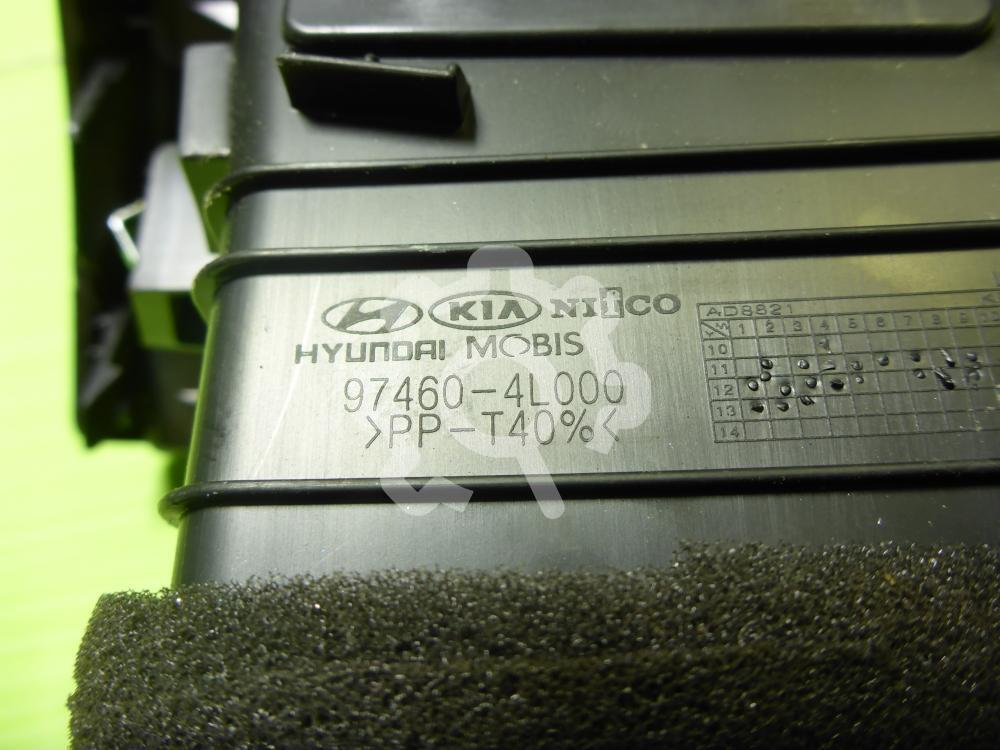 KIA NIfCO
HYUNDAI MOBIS
97460-4L000
>PP-T40%<
AD8821
Y/M 1 2 3 4 5 6 7 8 9 10
10
11
12
13
14